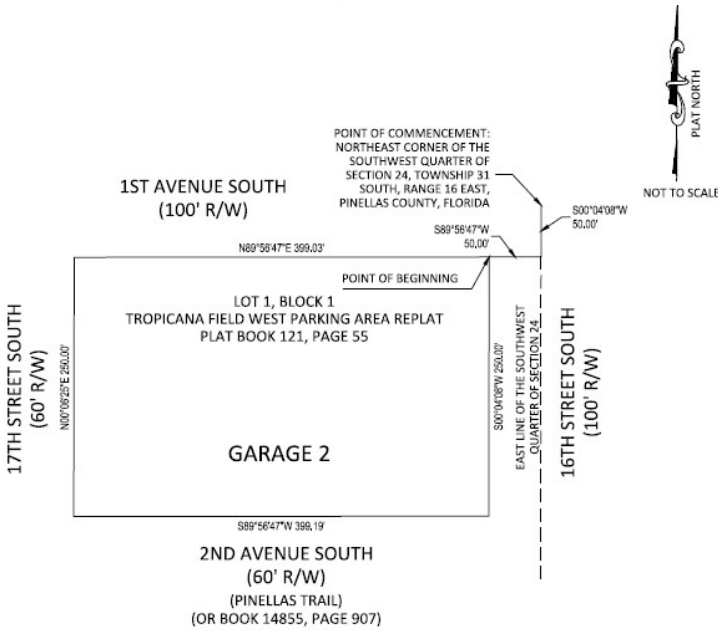 PLAT NORTH
NOT TO SCALE
POINT OF COMMENCEMENT:
NORTHEAST CORNER OF THE
SOUTHWEST QUARTER OF
SECTION 24, TOWNSHIP 31
SOUTH, RANGE 16 EAST,
PINELLAS COUNTY, FLORIDA
1ST AVENUE SOUTH
(100' R/W)
S00°04'08"W
50.00'
S89°56'47"W
50.00'
N89°56'47"E 399.03'
POINT OF BEGINNING
LOT 1, BLOCK 1
TROPICANA FIELD WEST PARKING AREA REPLAT
PLAT BOOK 121, PAGE 55
17TH STREET SOUTH
(60' R/W)
N00°06'25"E 250.00'
S00°04'08"W 250.00'
EAST LINE OF THE SOUTHWEST
QUARTER OF SECTION 24
16TH STREET SOUTH
(100' R/W)
GARAGE 2
S89°56'47"W 399.19'
2ND AVENUE SOUTH
(60' R/W)
(PINELLAS TRAIL)
(OR BOOK 14855, PAGE 907)